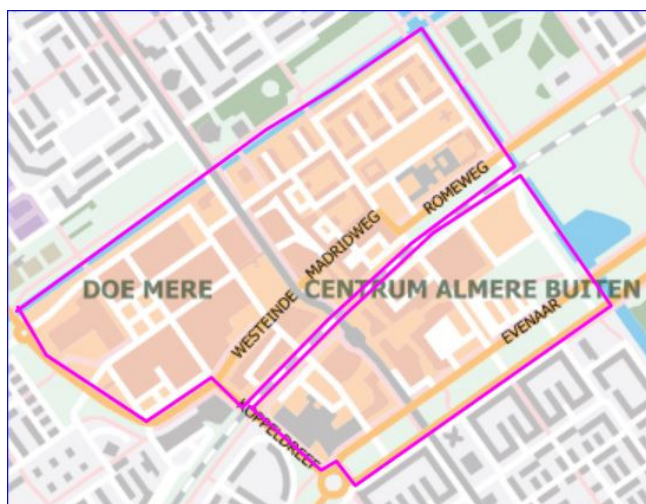 ROMEWEG
MADRIDWEG
DOE MERE
CENTRUM ALMERE BUITEN
WESTEINDE
EVENAAR
KOPPELDREEF